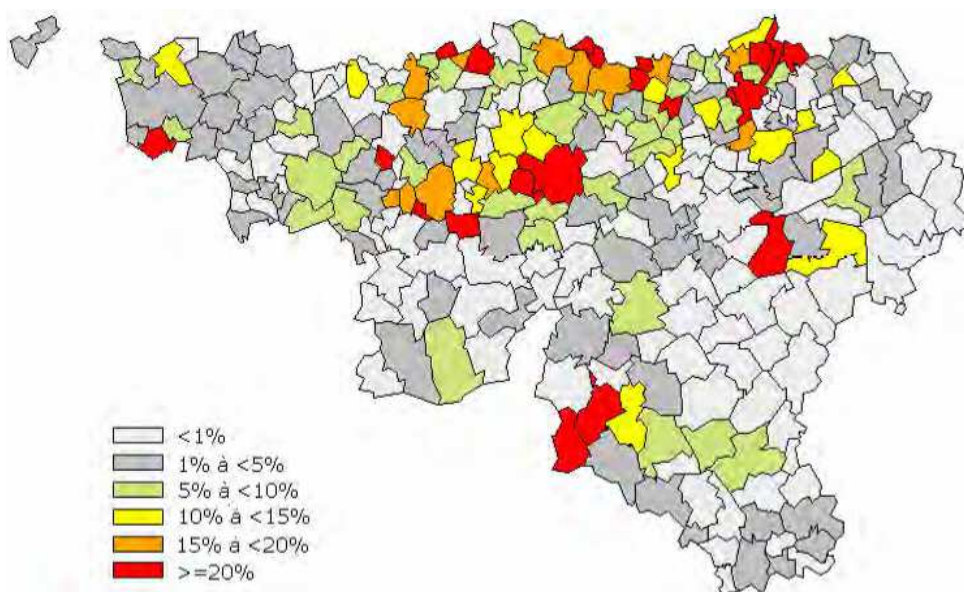 <1%
1% à <5%
5% à <10%
10% à <15%
15% à <20%
>=20%